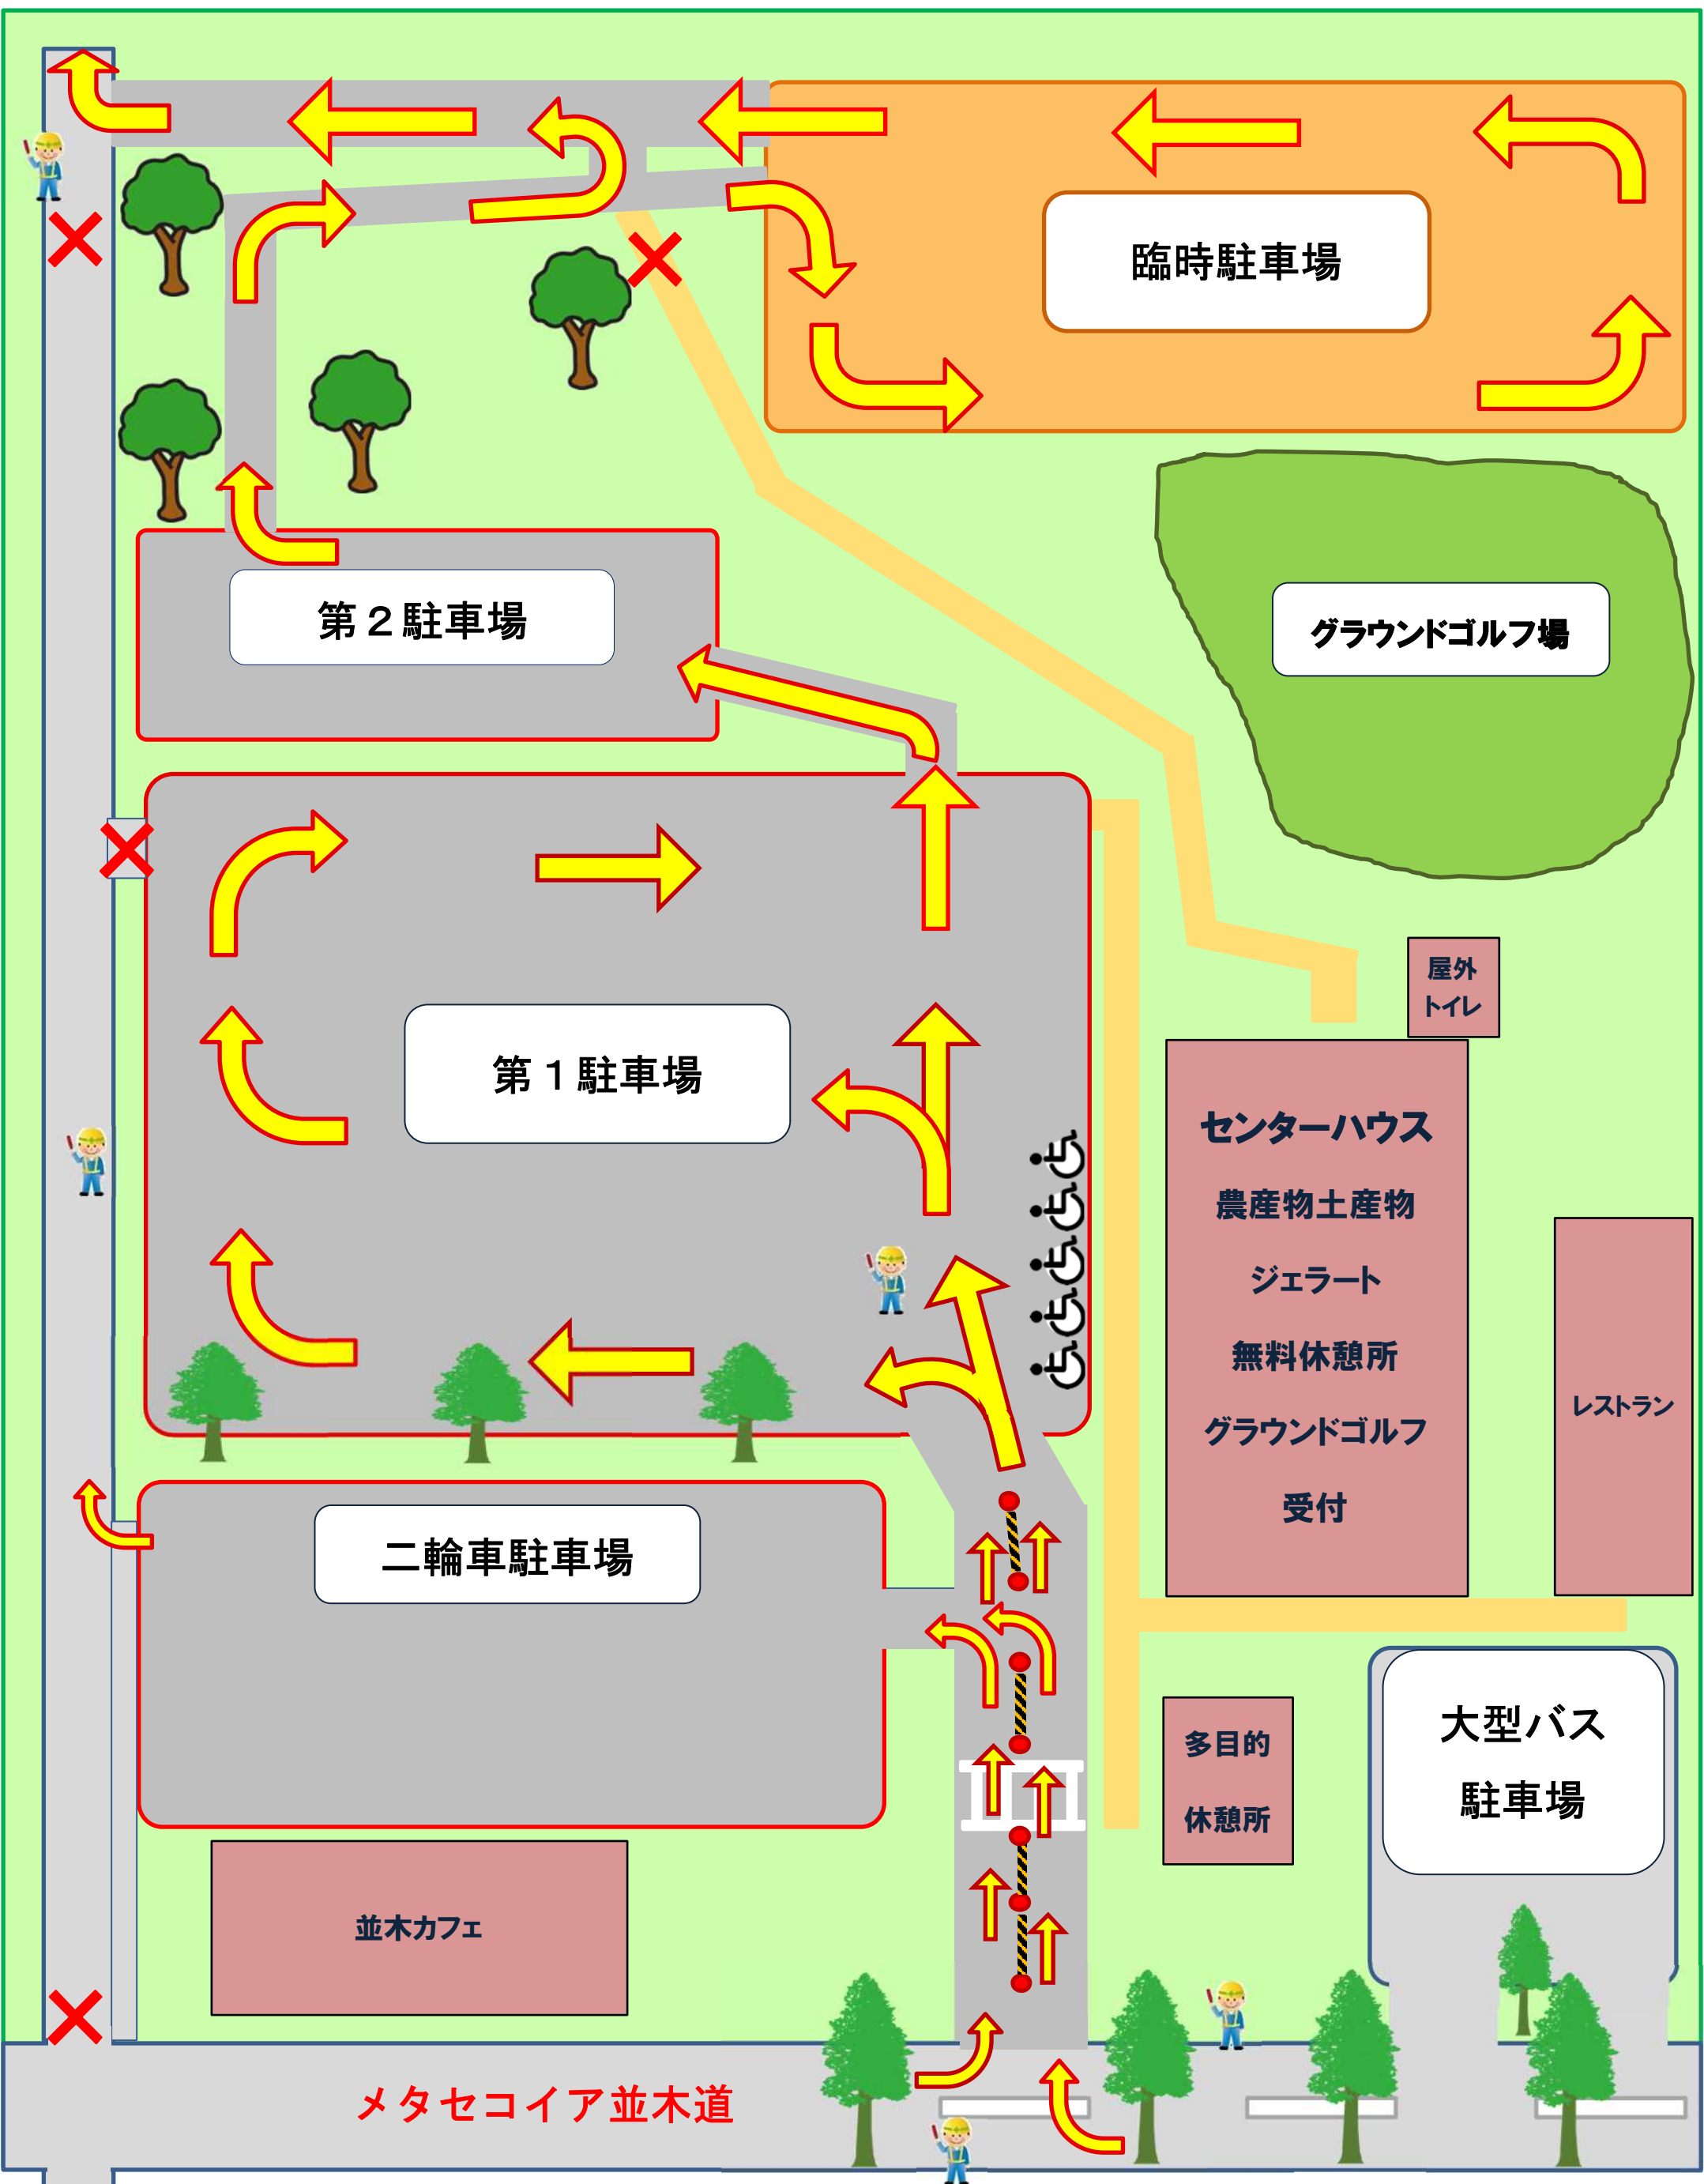 臨時駐車場
第２駐車場
グラウンドゴルフ場
屋外
トイレ
第１駐車場
センターハウス
農産物土産物
ジェラート
無料休憩所
グラウンドゴルフ
受付
レストラン
二輪車駐車場
大型バス
駐車場
多目的
休憩所
並木カフェ
メタセコイア並木道